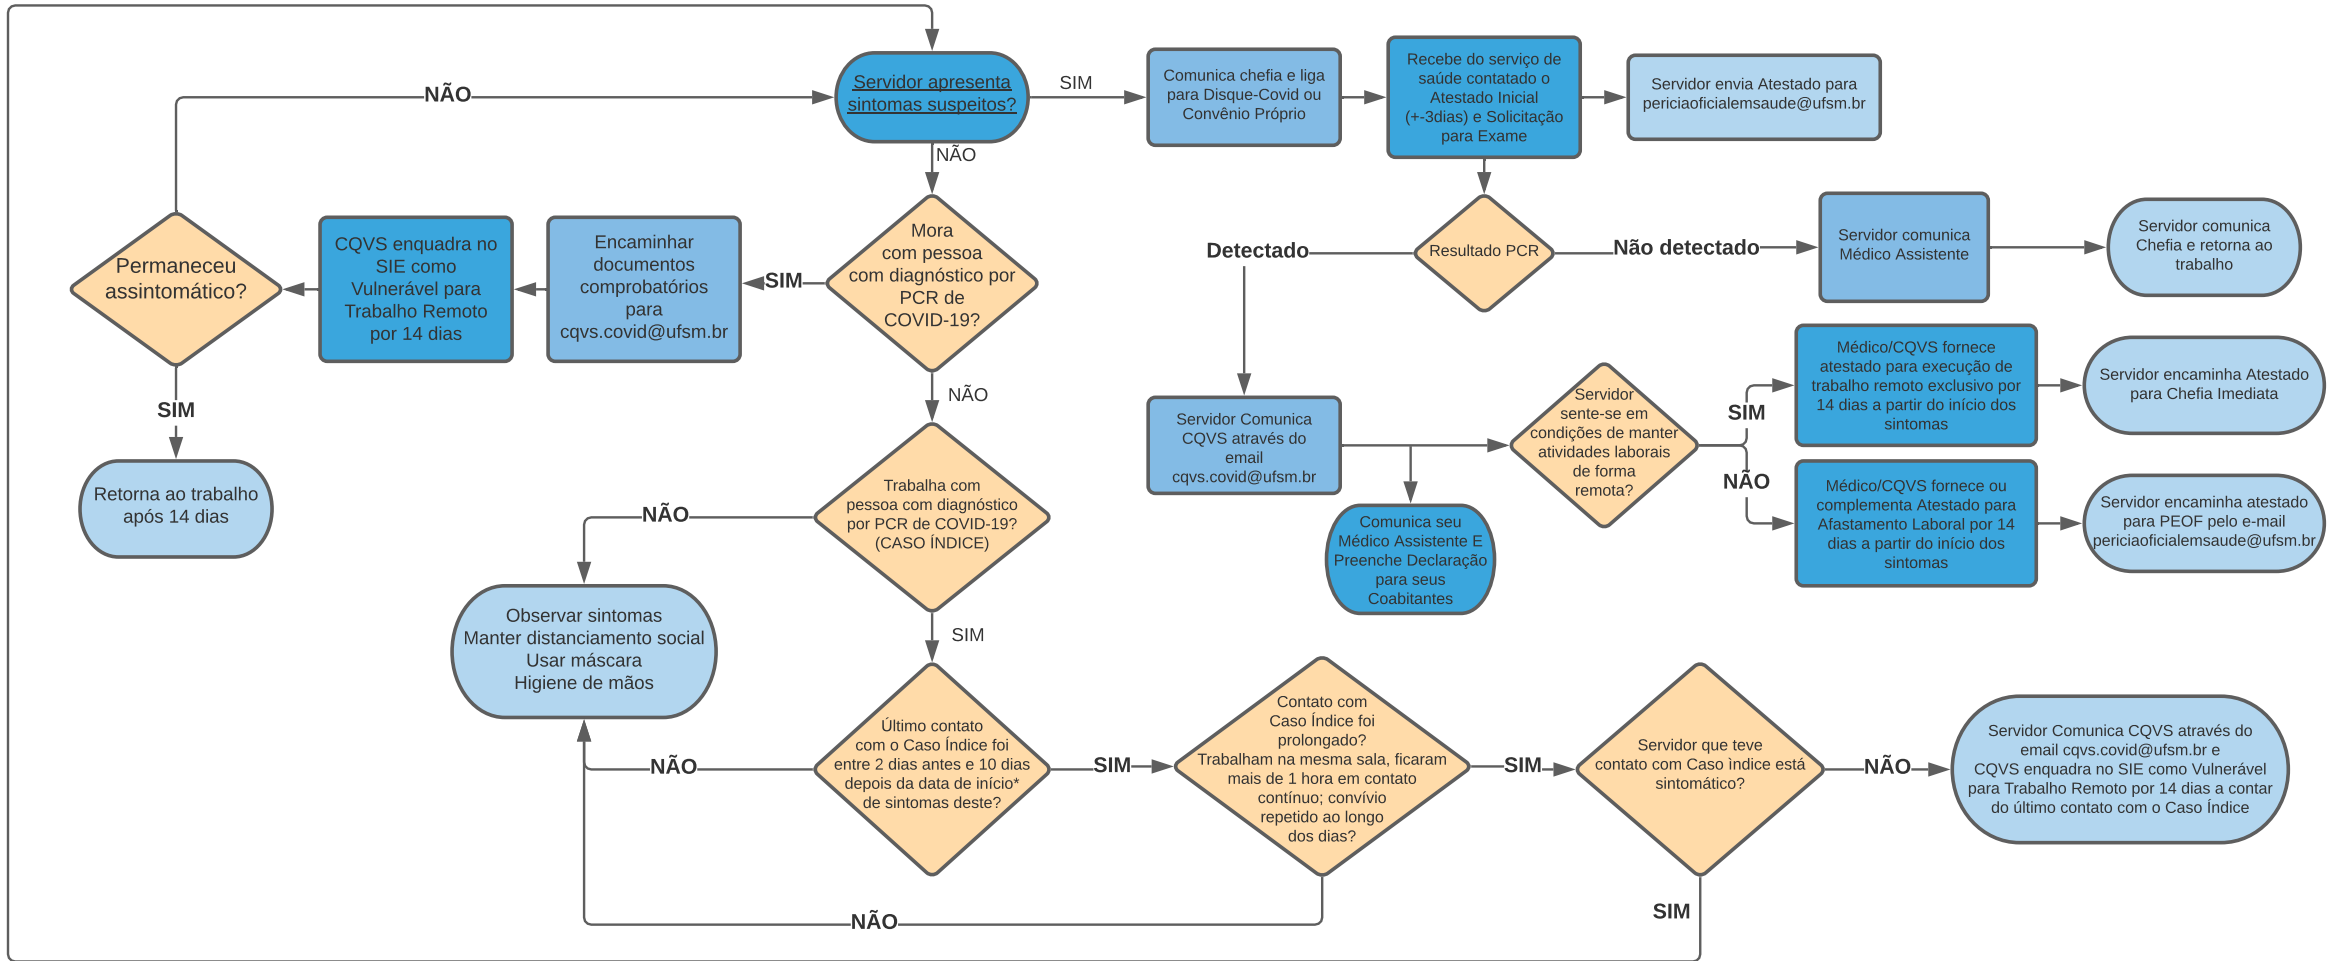 Servidor apresenta
sintomas suspeitos?
SIM
Comunica chefia e liga
para Disque-Covid ou
Convênio Próprio
Recebe do serviço de
saúde contatado o
Atestado Inicial
(+-3dias) e Solicitação
para Exame
Servidor envia Atestado para
periciaoficialemsaude@ufsm.br
NÃO
NÃO
Permaneceu
assintomático?
CQVS enquadra no
SIE como
Vulnerável para
Trabalho Remoto
por 14 dias
Encaminhar
documentos
comprobatórios
para
cqvs.covid@ufsm.br
SIM
Mora
com pessoa
com diagnóstico por
PCR de
COVID-19?
Detectado
Resultado PCR
Não detectado
Servidor comunica
Médico Assistente
Servidor comunica
Chefia e retorna ao
trabalho
SIM
Retorna ao trabalho
após 14 dias
NÃO
Servidor Comunica
CQVS através do
email
cqvs.covid@ufsm.br
Servidor
sente-se em
condições de manter
atividades laborais
de forma
remota?
SIM
Médico/CQVS fornece
atestado para execução de
trabalho remoto exclusivo por
14 dias a partir do início dos
sintomas
Servidor encaminha Atestado
para Chefia Imediata
NÃO
Médico/CQVS fornece ou
complementa Atestado para
Afastamento Laboral por 14
dias a partir do início dos
sintomas
Servidor encaminha atestado
para PEOF pelo e-mail
periciaoficialemsaude@ufsm.br
Comunica seu
Médico Assistente E
Preenche Declaração
para seus
Coabitantes
NÃO
Trabalha com
pessoa com diagnóstico
por PCR de COVID-19?
(CASO ÍNDICE)
Observar sintomas
Manter distanciamento social
Usar máscara
Higiene de mãos
SIM
NÃO
Último contato
com o Caso Índice foi
entre 2 dias antes e 10 dias
depois da data de início*
de sintomas deste?
SIM
Contato com
Caso Índice foi
prolongado?
Trabalham na mesma sala, ficaram
mais de 1 hora em contato
contínuo; convívio
repetido ao longo
dos dias?
SIM
Servidor que teve
contato com Caso ìndice está
sintomático?
NÃO
Servidor Comunica CQVS através do
email cqvs.covid@ufsm.br e
CQVS enquadra no SIE como Vulnerável
para Trabalho Remoto por 14 dias a contar
do último contato com o Caso Índice
NÃO
SIM